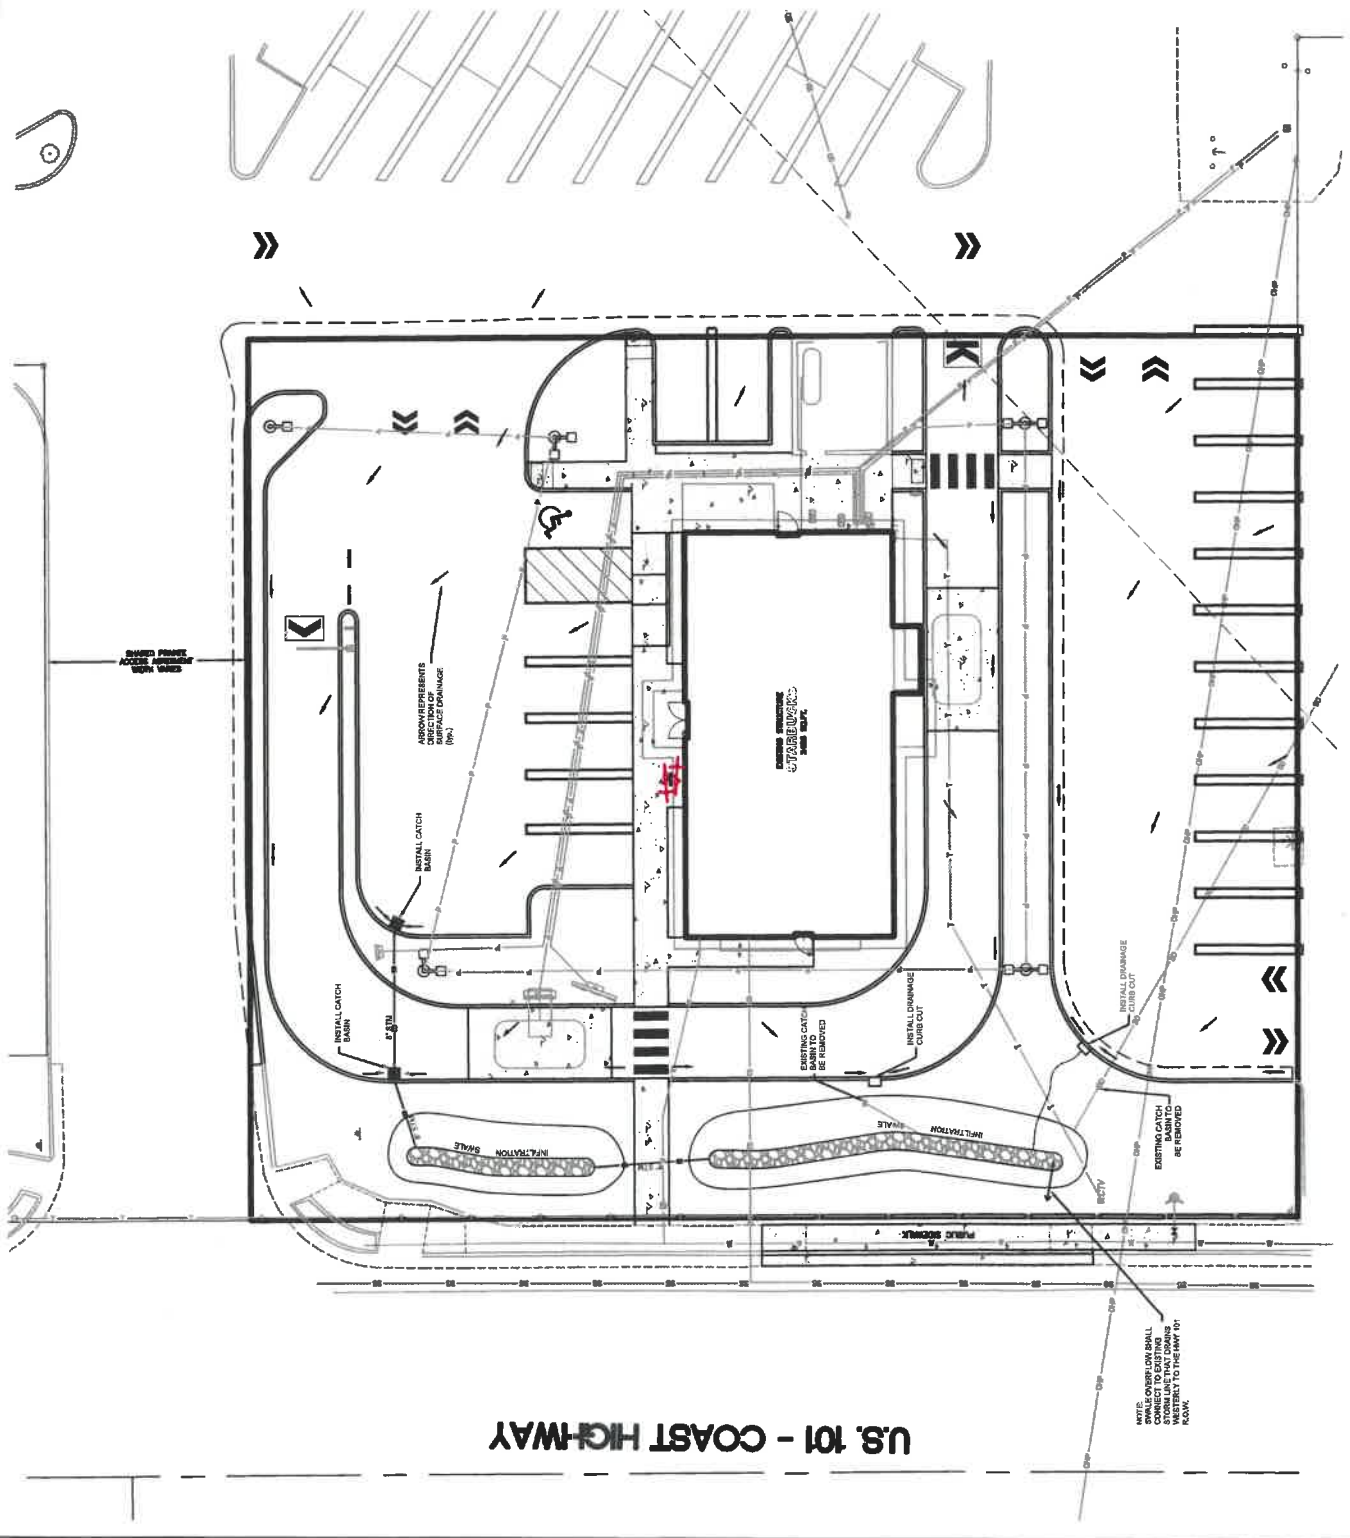 SHARED PRIVATE
ACCESS AGREEMENT
WIDTH VARIES
ARROW REPRESENTS
DIRECTION OF
SURFACE DRAINAGE
(typ.)
EXISTING STRUCTURE
STARBUCKS
SQ.FT.
INSTALL CATCH
BASIN
INSTALL CATCH
BASIN
8" STM
EXISTING CATCH
BASIN TO
BE REMOVED
INSTALL DRAINAGE
CURB CUT
INSTALL DRAINAGE
CURB CUT
EXISTING CATCH
BASIN TO
BE REMOVED
INFILTRATION
SWALE
INFILTRATION
SWALE
PUBLIC SIDEWALK
NOTE:
SWALE OVERFLOW SHALL
CONNECT TO EXISTING
STORM LINE THAT DRAINS
WESTERLY TO THE HWY 101
R.O.W.
U.S. 101 - COAST HIGHWAY